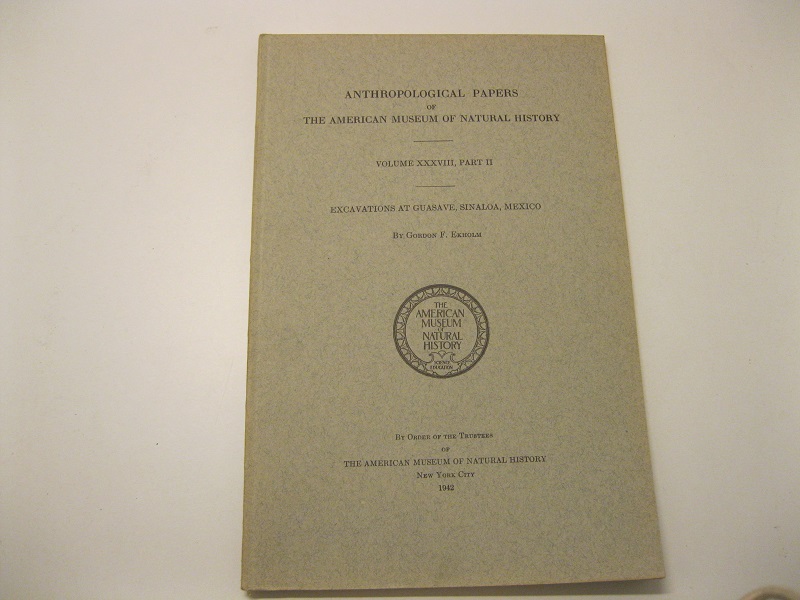 ANTHROPOLOGICAL PAPERS
OF
THE AMERICAN MUSEUM OF NATURAL HISTORY
VOLUME XXXVIII, PART II
EXCAVATIONS AT GUASAVE, SINALOA, MEXICO
BY GORDON F. EKHOLM
THE
AMERICAN
MUSEUM
OF
NATURAL
HISTORY
SCIENCE
EDUCATION
BY ORDER OF THE TRUSTEES
OF
THE AMERICAN MUSEUM OF NATURAL HISTORY
NEW YORK CITY
1942